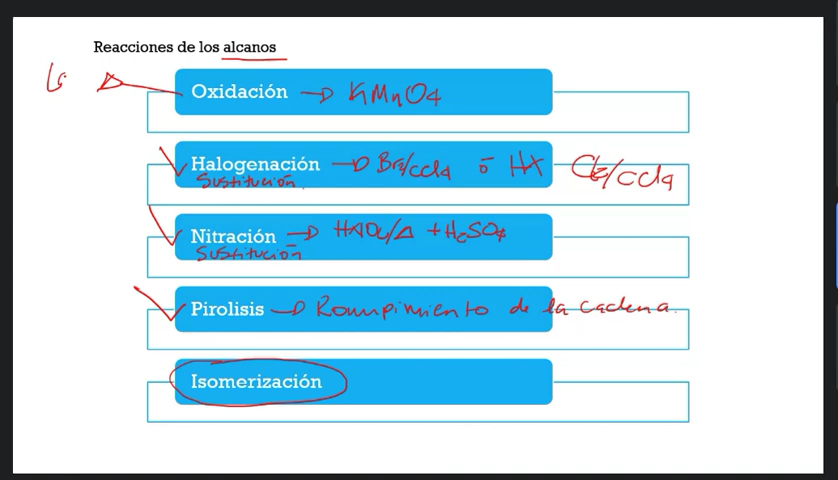 Reacciones de los alcanos
Oxidación → KMnO4
Halogenación → Br2/CCl4 ó HX Cl2/CCl4
Sustitución
Nitración → HNO3/Δ + H2SO4
Sustitución
Pirolisis → Rompimiento de la cadena.
Isomerización